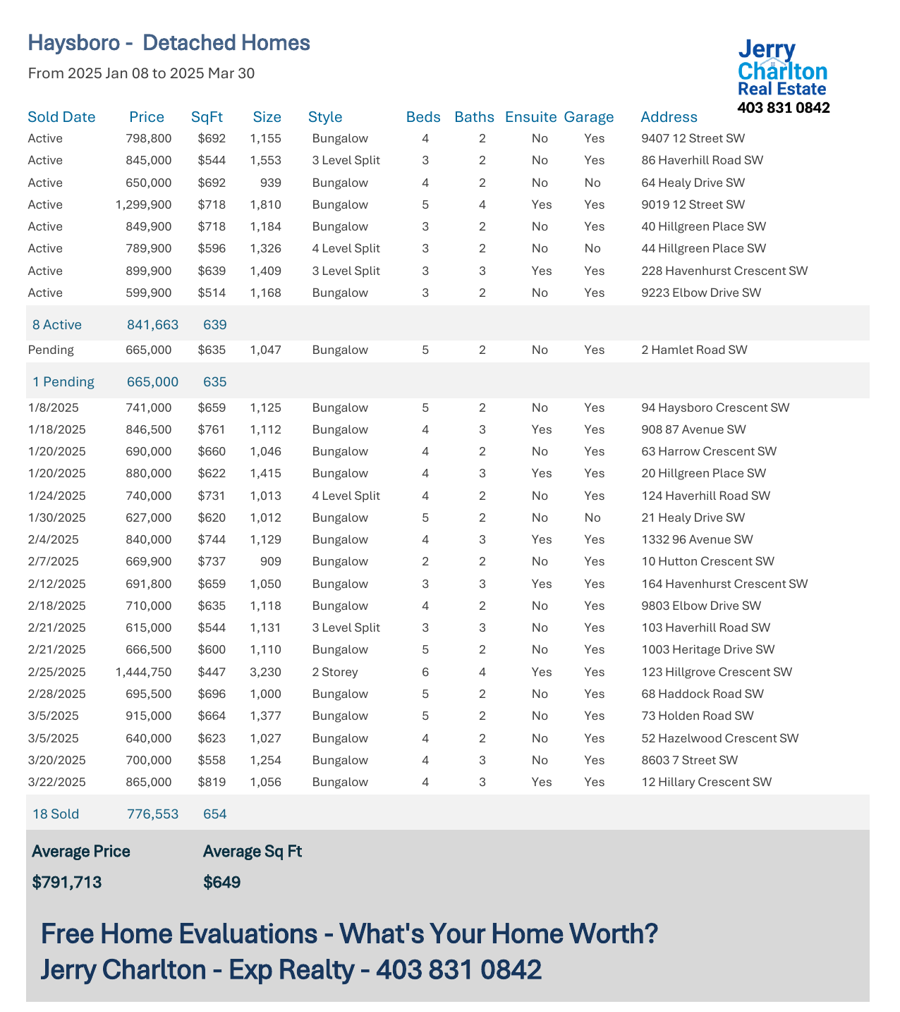 Haysboro - Detached Homes
From 2025 Jan 08 to 2025 Mar 30
Jerry
Charlton
Real Estate
403 831 0842
Sold Date Price SqFt Size Style Beds Baths Ensuite Garage Address
Active 798,800 $692 1,155 Bungalow 4 2 No Yes 9407 12 Street SW
Active 845,000 $544 1,553 3 Level Split 3 2 No Yes 86 Haverhill Road SW
Active 650,000 $692 939 Bungalow 4 2 No No 64 Healy Drive SW
Active 1,299,900 $718 1,810 Bungalow 5 4 Yes Yes 9019 12 Street SW
Active 849,900 $718 1,184 Bungalow 3 2 No Yes 40 Hillgreen Place SW
Active 789,900 $596 1,326 4 Level Split 3 2 No No 44 Hillgreen Place SW
Active 899,900 $639 1,409 3 Level Split 3 3 Yes Yes 228 Havenhurst Crescent SW
Active 599,900 $514 1,168 Bungalow 3 2 No Yes 9223 Elbow Drive SW
8 Active 841,663 639
Pending 665,000 $635 1,047 Bungalow 5 2 No Yes 2 Hamlet Road SW
1 Pending 665,000 635
1/8/2025 741,000 $659 1,125 Bungalow 5 2 No Yes 94 Haysboro Crescent SW
1/18/2025 846,500 $761 1,112 Bungalow 4 3 Yes Yes 908 87 Avenue SW
1/20/2025 690,000 $660 1,046 Bungalow 4 2 No Yes 63 Harrow Crescent SW
1/20/2025 880,000 $622 1,415 Bungalow 4 3 Yes Yes 20 Hillgreen Place SW
1/24/2025 740,000 $731 1,013 4 Level Split 4 2 No Yes 124 Haverhill Road SW
1/30/2025 627,000 $620 1,012 Bungalow 5 2 No No 21 Healy Drive SW
2/4/2025 840,000 $744 1,129 Bungalow 4 3 Yes Yes 1332 96 Avenue SW
2/7/2025 669,900 $737 909 Bungalow 2 2 No Yes 10 Hutton Crescent SW
2/12/2025 691,800 $659 1,050 Bungalow 3 3 Yes Yes 164 Havenhurst Crescent SW
2/18/2025 710,000 $635 1,118 Bungalow 4 2 No Yes 9803 Elbow Drive SW
2/21/2025 615,000 $544 1,131 3 Level Split 3 3 No Yes 103 Haverhill Road SW
2/21/2025 666,500 $600 1,110 Bungalow 5 2 No Yes 1003 Heritage Drive SW
2/25/2025 1,444,750 $447 3,230 2 Storey 6 4 Yes Yes 123 Hillgrove Crescent SW
2/28/2025 695,500 $696 1,000 Bungalow 5 2 No Yes 68 Haddock Road SW
3/5/2025 915,000 $664 1,377 Bungalow 5 2 No Yes 73 Holden Road SW
3/5/2025 640,000 $623 1,027 Bungalow 4 2 No Yes 52 Hazelwood Crescent SW
3/20/2025 700,000 $558 1,254 Bungalow 4 3 No Yes 8603 7 Street SW
3/22/2025 865,000 $819 1,056 Bungalow 4 3 Yes Yes 12 Hillary Crescent SW
18 Sold 776,553 654
Average Price Average Sq Ft
$791,713 $649
Free Home Evaluations - What's Your Home Worth?
Jerry Charlton - Exp Realty - 403 831 0842